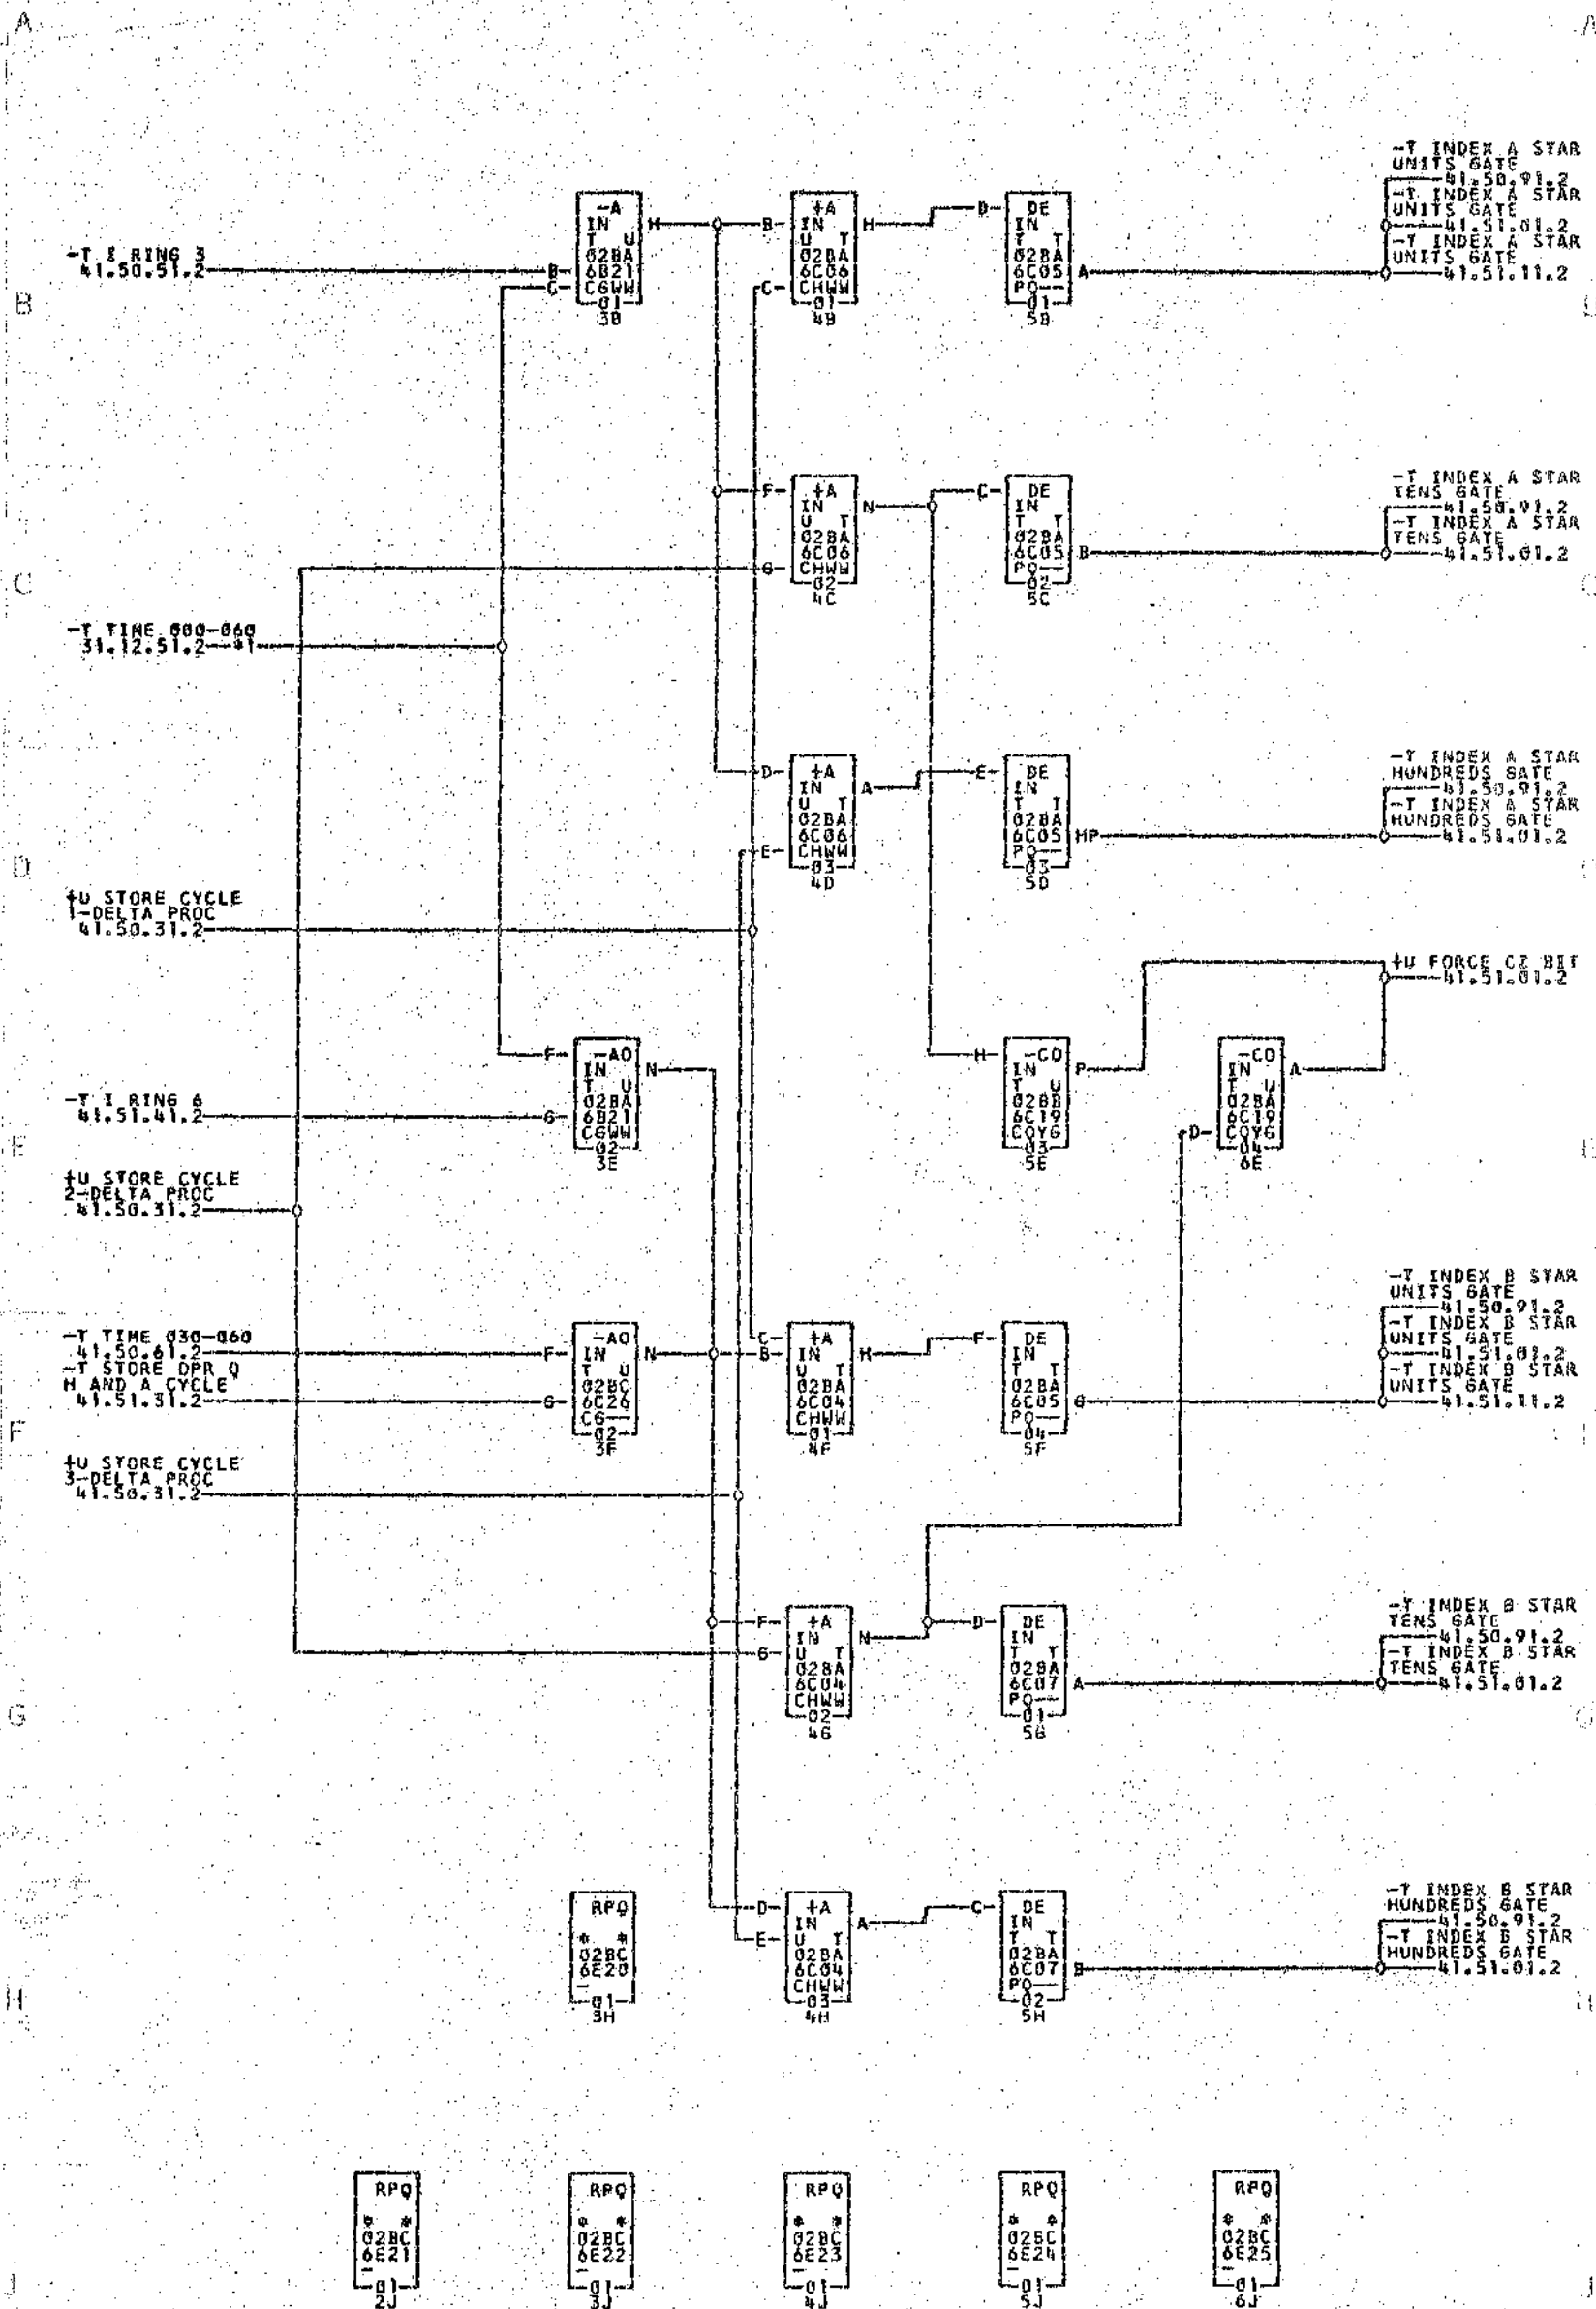 A
A
-T INDEX A STAR
UNITS GATE
41.50.91.2
-T INDEX A STAR
UNITS GATE
41.51.01.2
-T INDEX A STAR
UNITS GATE
41.51.11.2
-T I RING 3
41.50.51.2
B
B
C
-A
IN
T U
02BA
6B21
CGWW
01
3B
H
B
C
+A
IN
U T
02BA
6C06
CHWW
01
4B
H
D
DE
IN
T T
02BA
6C05
PQ--
01
5B
A
-T INDEX A STAR
TENS GATE
41.50.91.2
-T INDEX A STAR
TENS GATE
41.51.01.2
C
F
G
+A
IN
U T
02BA
6C06
CHWW
02
4C
N
C
DE
IN
T T
02BA
6C05
PQ--
02
5C
B
-T TIME 000-060
31.12.51.2--*1
-T INDEX A STAR
HUNDREDS GATE
41.50.91.2
-T INDEX A STAR
HUNDREDS GATE
41.51.01.2
D
D
E
+A
IN
U T
02BA
6C06
CHWW
03
4D
A
E
DE
IN
T T
02BA
6C05
PQ--
03
5D
HP
+U STORE CYCLE
1-DELTA PROC
41.50.31.2
+U FORCE CZ BIT
41.51.01.2
-T I RING 6
41.51.41.2
E
F
G
-AO
IN
T U
02BA
6B21
CGWW
02
3E
N
H
-CO
IN
T U
02BB
6C19
COYG
03
5E
P
D
-CO
IN
T U
02BA
6C19
COYG
04
6E
A
+U STORE CYCLE
2-DELTA PROC
41.50.31.2
-T INDEX B STAR
UNITS GATE
41.50.91.2
-T INDEX B STAR
UNITS GATE
41.51.01.2
-T INDEX B STAR
UNITS GATE
41.51.11.2
-T TIME 030-060
41.50.61.2
-T STORE OPR Q
H AND A CYCLE
41.51.31.2
F
F
G
-AO
IN
T U
02BC
6C26
CG--
02
3F
N
C
B
+A
IN
U T
02BA
6C04
CHWW
01
4F
H
F
DE
IN
T T
02BA
6C05
PQ--
04
5F
G
+U STORE CYCLE
3-DELTA PROC
41.50.31.2
-T INDEX B STAR
TENS GATE
41.50.91.2
-T INDEX B STAR
TENS GATE
41.51.01.2
G
F
G
+A
IN
U T
02BA
6C04
CHWW
02
4G
N
D
DE
IN
T T
02BA
6C07
PQ--
01
5G
A
-T INDEX B STAR
HUNDREDS GATE
41.50.91.2
-T INDEX B STAR
HUNDREDS GATE
41.51.01.2
H
RPQ
* *
02BC
6E20
-
01
3H
D
E
+A
IN
U T
02BA
6C04
CHWW
03
4H
A
C
DE
IN
T T
02BA
6C07
PQ--
02
5H
B
J
RPQ
* *
02BC
6E21
-
01
2J
RPQ
* *
02BC
6E22
-
01
3J
RPQ
* *
02BC
6E23
-
01
4J
RPQ
* *
02BC
6E24
-
01
5J
RPQ
* *
02BC
6E25
-
01
6J